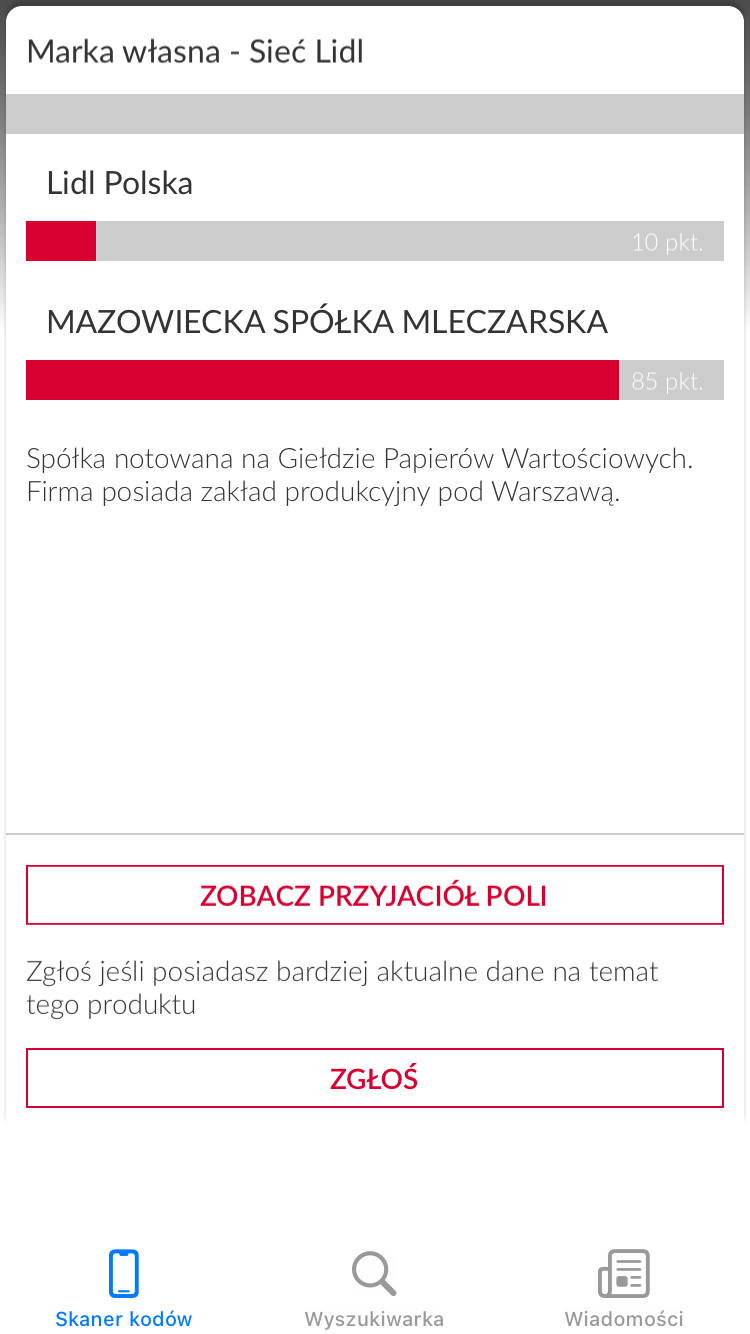 Marka własna - Sieć Lidl
Lidl Polska
10 pkt.
MAZOWIECKA SPÓŁKA MLECZARSKA
85 pkt.
Spółka notowana na Giełdzie Papierów Wartościowych.
Firma posiada zakład produkcyjny pod Warszawą.
ZOBACZ PRZYJACIÓŁ POLI
Zgłoś jeśli posiadasz bardziej aktualne dane na temat
tego produktu
ZGŁOŚ
Skaner kodów
Wyszukiwarka
Wiadomości